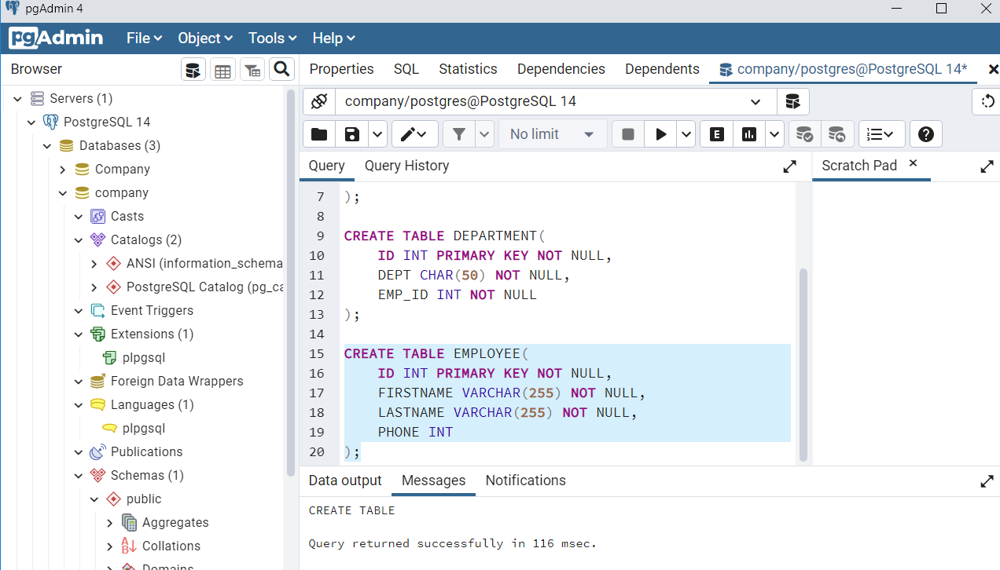 pgAdmin 4
pgAdmin File Object Tools Help
Browser
Properties SQL Statistics Dependencies Dependents company/postgres@PostgreSQL 14*
Servers (1)
PostgreSQL 14
Databases (3)
Company
company
Casts
Catalogs (2)
ANSI (information_schema
PostgreSQL Catalog (pg_ca
Event Triggers
Extensions (1)
plpgsql
Foreign Data Wrappers
Languages (1)
plpgsql
Publications
Schemas (1)
public
Aggregates
Collations
Domains
company/postgres@PostgreSQL 14
No limit
E
Query Query History
Scratch Pad
7 );
8
9 CREATE TABLE DEPARTMENT(
10 ID INT PRIMARY KEY NOT NULL,
11 DEPT CHAR(50) NOT NULL,
12 EMP_ID INT NOT NULL
13 );
14
15 CREATE TABLE EMPLOYEE(
16 ID INT PRIMARY KEY NOT NULL,
17 FIRSTNAME VARCHAR(255) NOT NULL,
18 LASTNAME VARCHAR(255) NOT NULL,
19 PHONE INT
20 );
Data output Messages Notifications
CREATE TABLE
Query returned successfully in 116 msec.